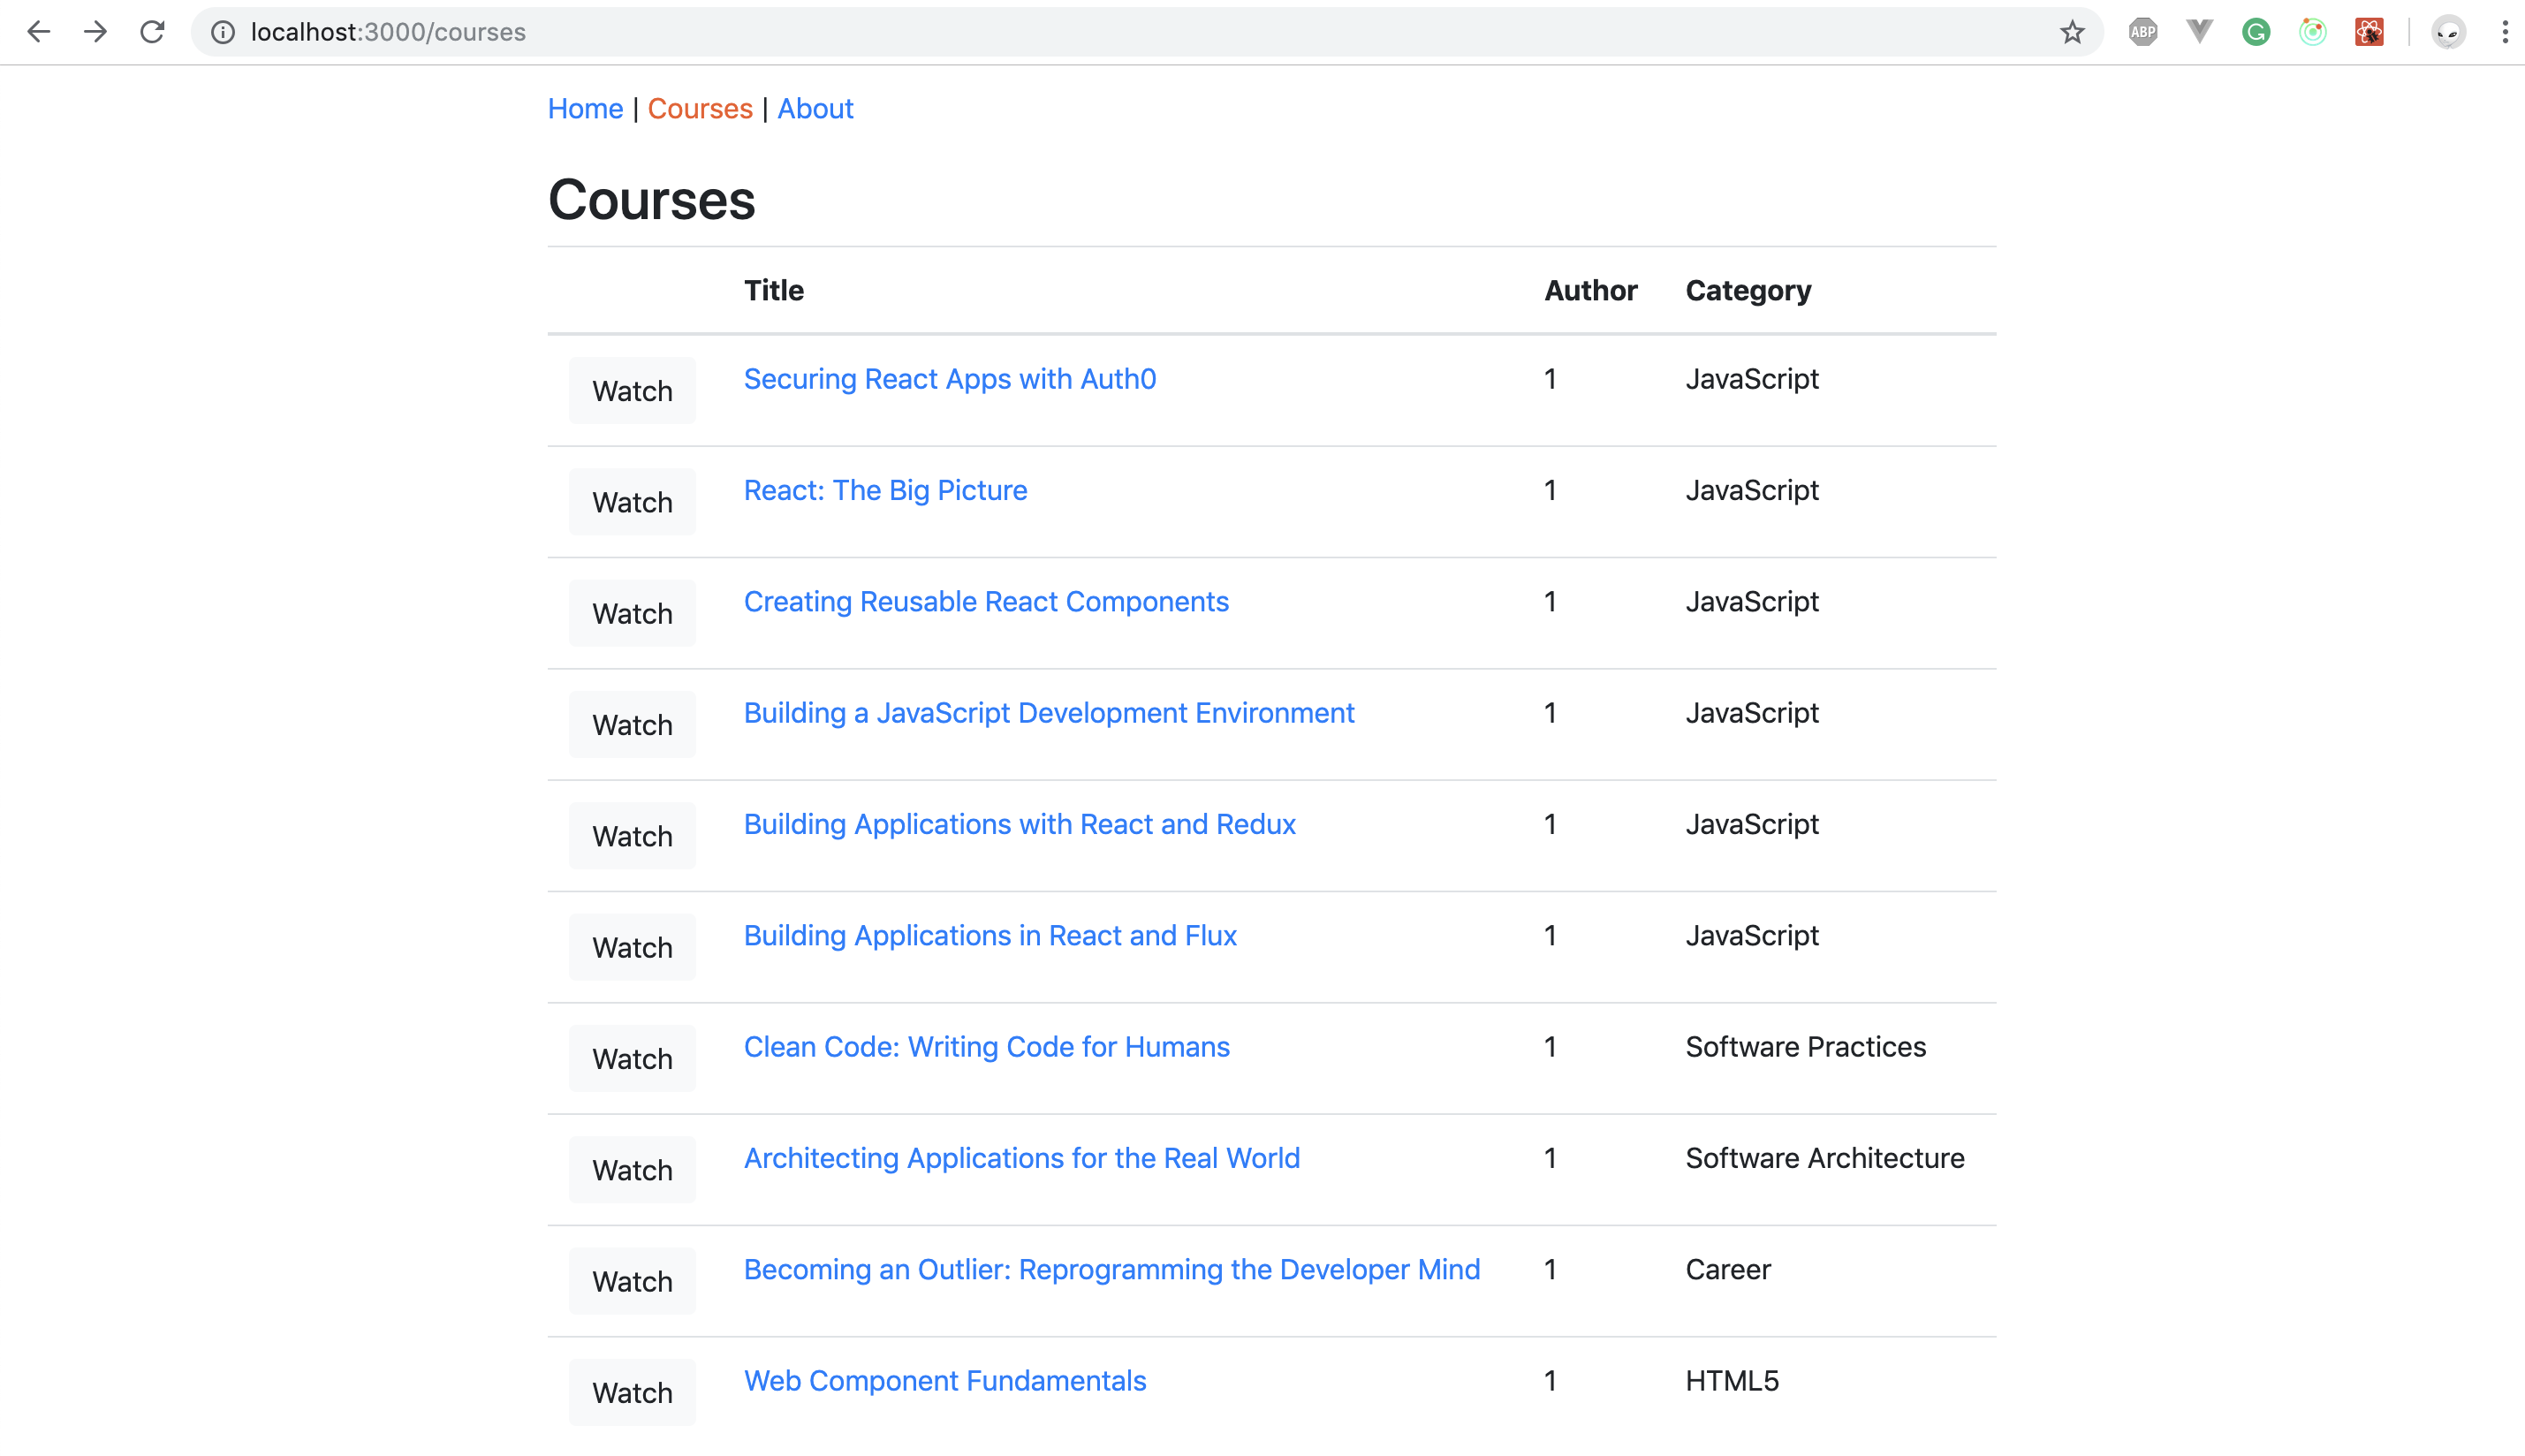 localhost:3000/courses
ABP
Home | Courses | About
Courses
Title Author Category
Watch Securing React Apps with Auth0 1 JavaScript
Watch React: The Big Picture 1 JavaScript
Watch Creating Reusable React Components 1 JavaScript
Watch Building a JavaScript Development Environment 1 JavaScript
Watch Building Applications with React and Redux 1 JavaScript
Watch Building Applications in React and Flux 1 JavaScript
Watch Clean Code: Writing Code for Humans 1 Software Practices
Watch Architecting Applications for the Real World 1 Software Architecture
Watch Becoming an Outlier: Reprogramming the Developer Mind 1 Career
Watch Web Component Fundamentals 1 HTML5